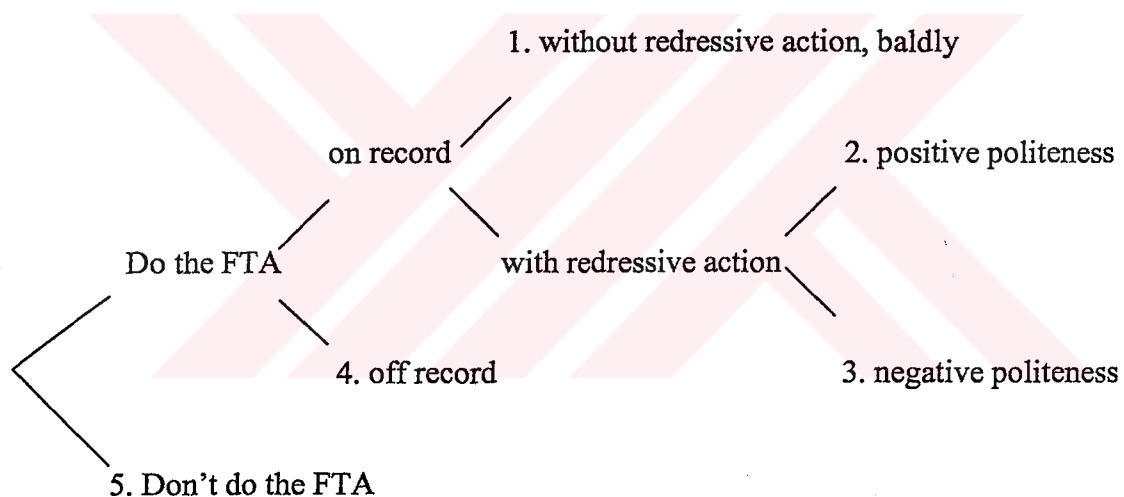 1. without redressive action, baldly
on record
2. positive politeness
Do the FTA
with redressive action
4. off record
3. negative politeness
5. Don't do the FTA